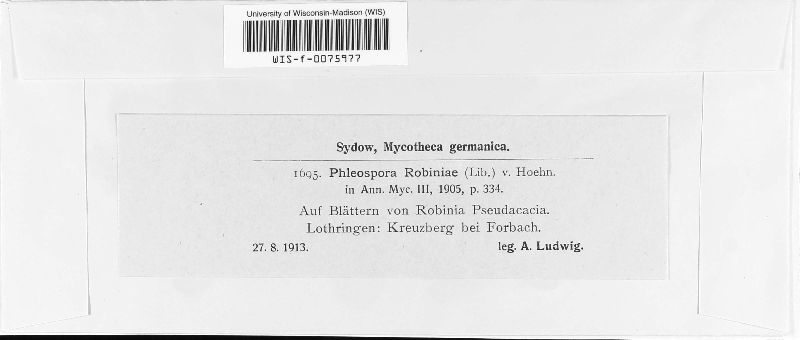 University of Wisconsin-Madison (WIS)
WIS-f-0075977
Sydow, Mycotheca germanica.
1695. Phleospora Robiniae (Lib.) v. Hoehn.
in Ann. Myc. III, 1905, p. 334.
Auf Blättern von Robinia Pseudacacia.
Lothringen: Kreuzberg bei Forbach.
27. 8. 1913. leg. A. Ludwig.